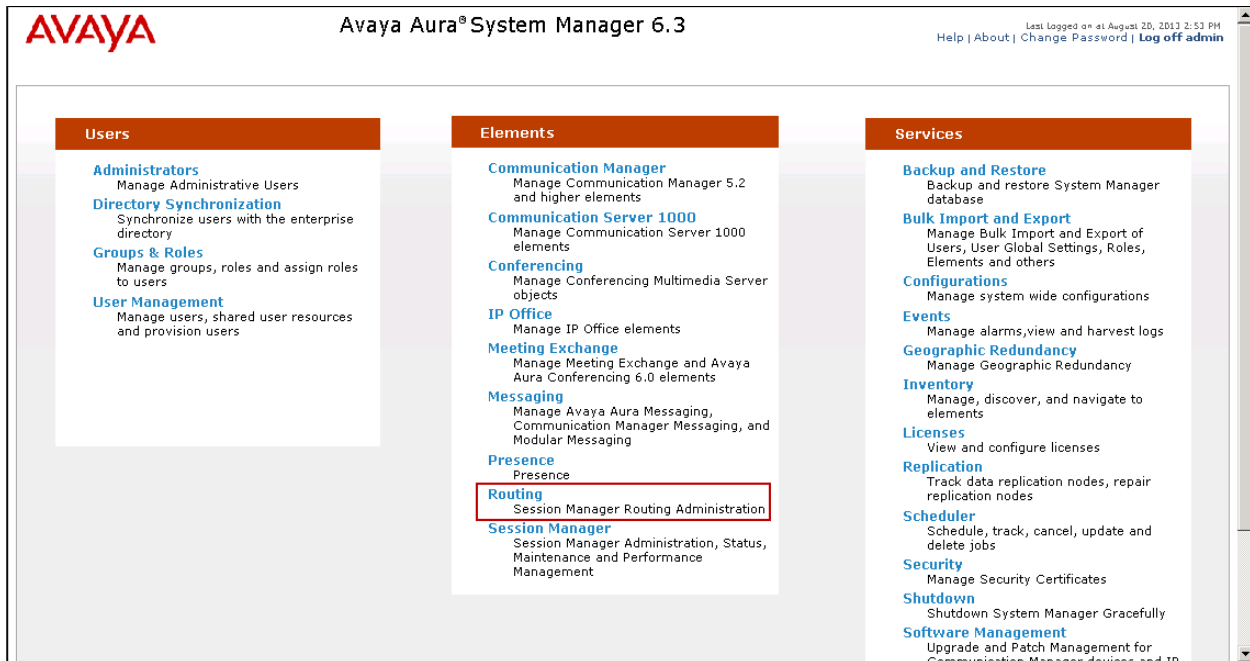 AVAYA
Avaya Aura® System Manager 6.3
Last Logged on at August 20, 2013 2:53 PM
Help | About | Change Password | Log off admin
Users
Administrators
Manage Administrative Users
Directory Synchronization
Synchronize users with the enterprise
directory
Groups & Roles
Manage groups, roles and assign roles
to users
User Management
Manage users, shared user resources
and provision users
Elements
Communication Manager
Manage Communication Manager 5.2
and higher elements
Communication Server 1000
Manage Communication Server 1000
elements
Conferencing
Manage Conferencing Multimedia Server
objects
IP Office
Manage IP Office elements
Meeting Exchange
Manage Meeting Exchange and Avaya
Aura Conferencing 6.0 elements
Messaging
Manage Avaya Aura Messaging,
Communication Manager Messaging, and
Modular Messaging
Presence
Presence
Routing
Session Manager Routing Administration
Session Manager
Session Manager Administration, Status,
Maintenance and Performance
Management
Services
Backup and Restore
Backup and restore System Manager
database
Bulk Import and Export
Manage Bulk Import and Export of
Users, User Global Settings, Roles,
Elements and others
Configurations
Manage system wide configurations
Events
Manage alarms,view and harvest logs
Geographic Redundancy
Manage Geographic Redundancy
Inventory
Manage, discover, and navigate to
elements
Licenses
View and configure licenses
Replication
Track data replication nodes, repair
replication nodes
Scheduler
Schedule, track, cancel, update and
delete jobs
Security
Manage Security Certificates
Shutdown
Shutdown System Manager Gracefully
Software Management
Upgrade and Patch Management for
Communication Manager devices and IP